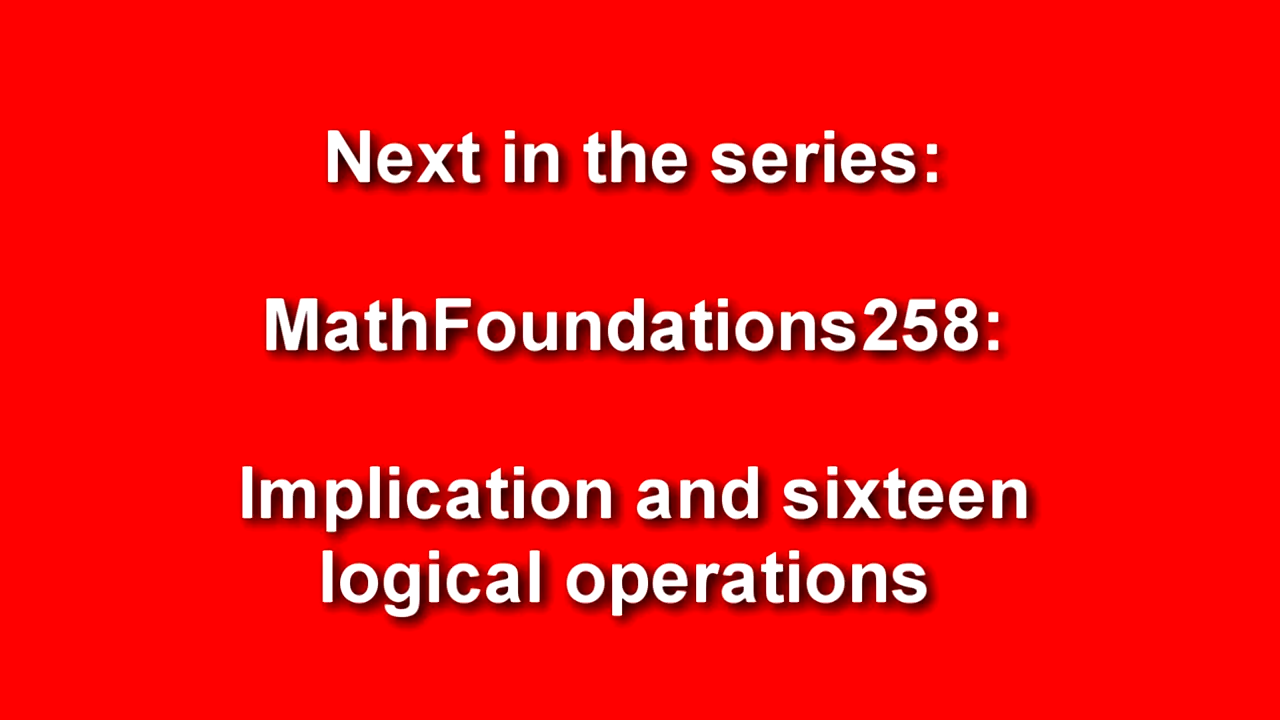 Next in the series:
MathFoundations258:
Implication and sixteen
logical operations